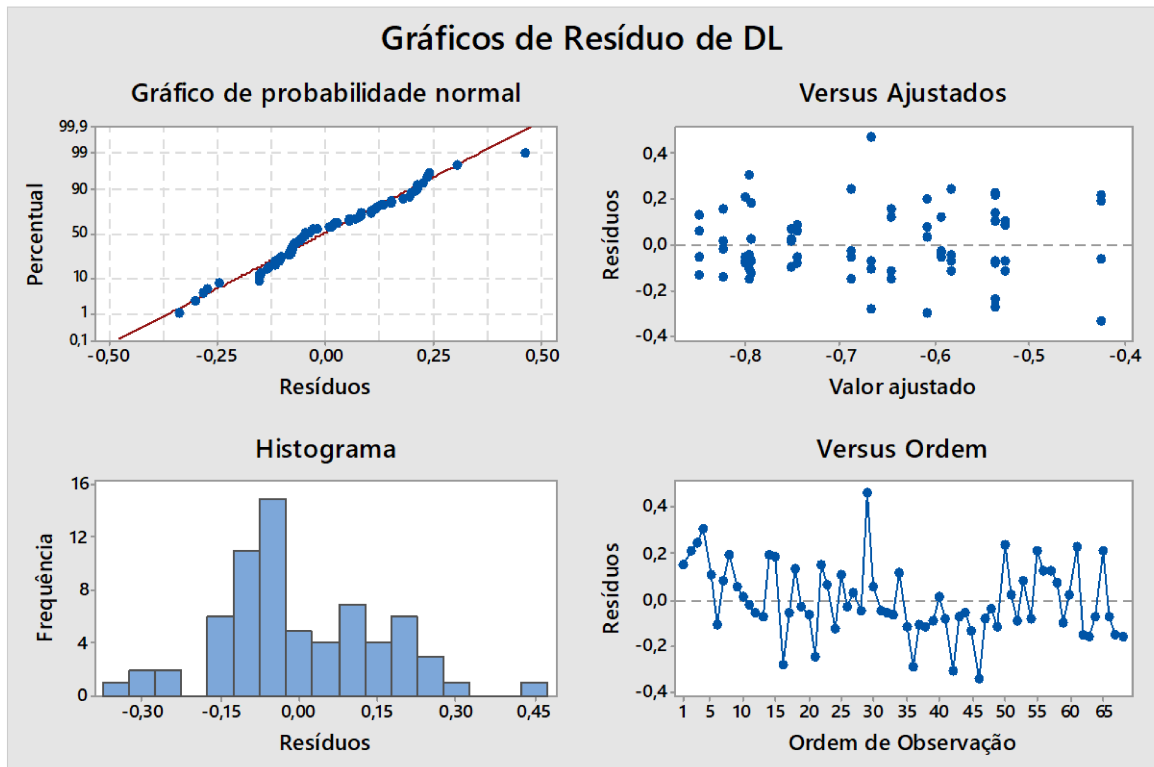 Gráficos de Resíduo de DL
Gráfico de probabilidade normal
99,9
99
90
50
10
1
0,1
Percentual
-0,50 -0,25 0,00 0,25 0,50
Resíduos
Versus Ajustados
0,4
0,2
0,0
-0,2
-0,4
Resíduos
-0,8 -0,7 -0,6 -0,5 -0,4
Valor ajustado
Histograma
16
12
8
4
0
Frequência
-0,30 -0,15 0,00 0,15 0,30 0,45
Resíduos
Versus Ordem
0,4
0,2
0,0
-0,2
-0,4
Resíduos
1 5 10 15 20 25 30 35 40 45 50 55 60 65
Ordem de Observação